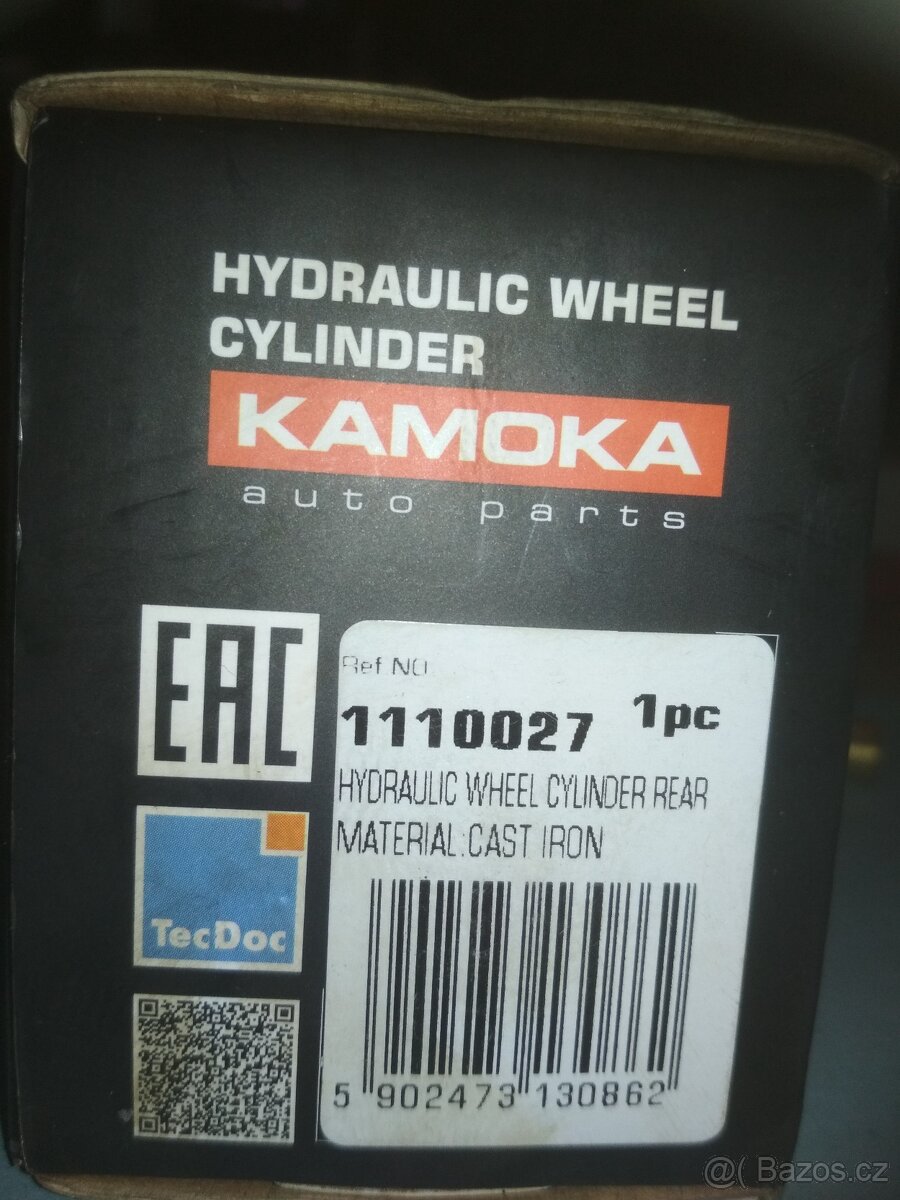 HYDRAULIC WHEEL
CYLINDER
KAMOKA
auto parts
EAC
Ref NO
1110027 1pc
HYDRAULIC WHEEL CYLINDER REAR
MATERIAL:CAST IRON
TecDoc
5 902473 130862
@( Bazos.cz